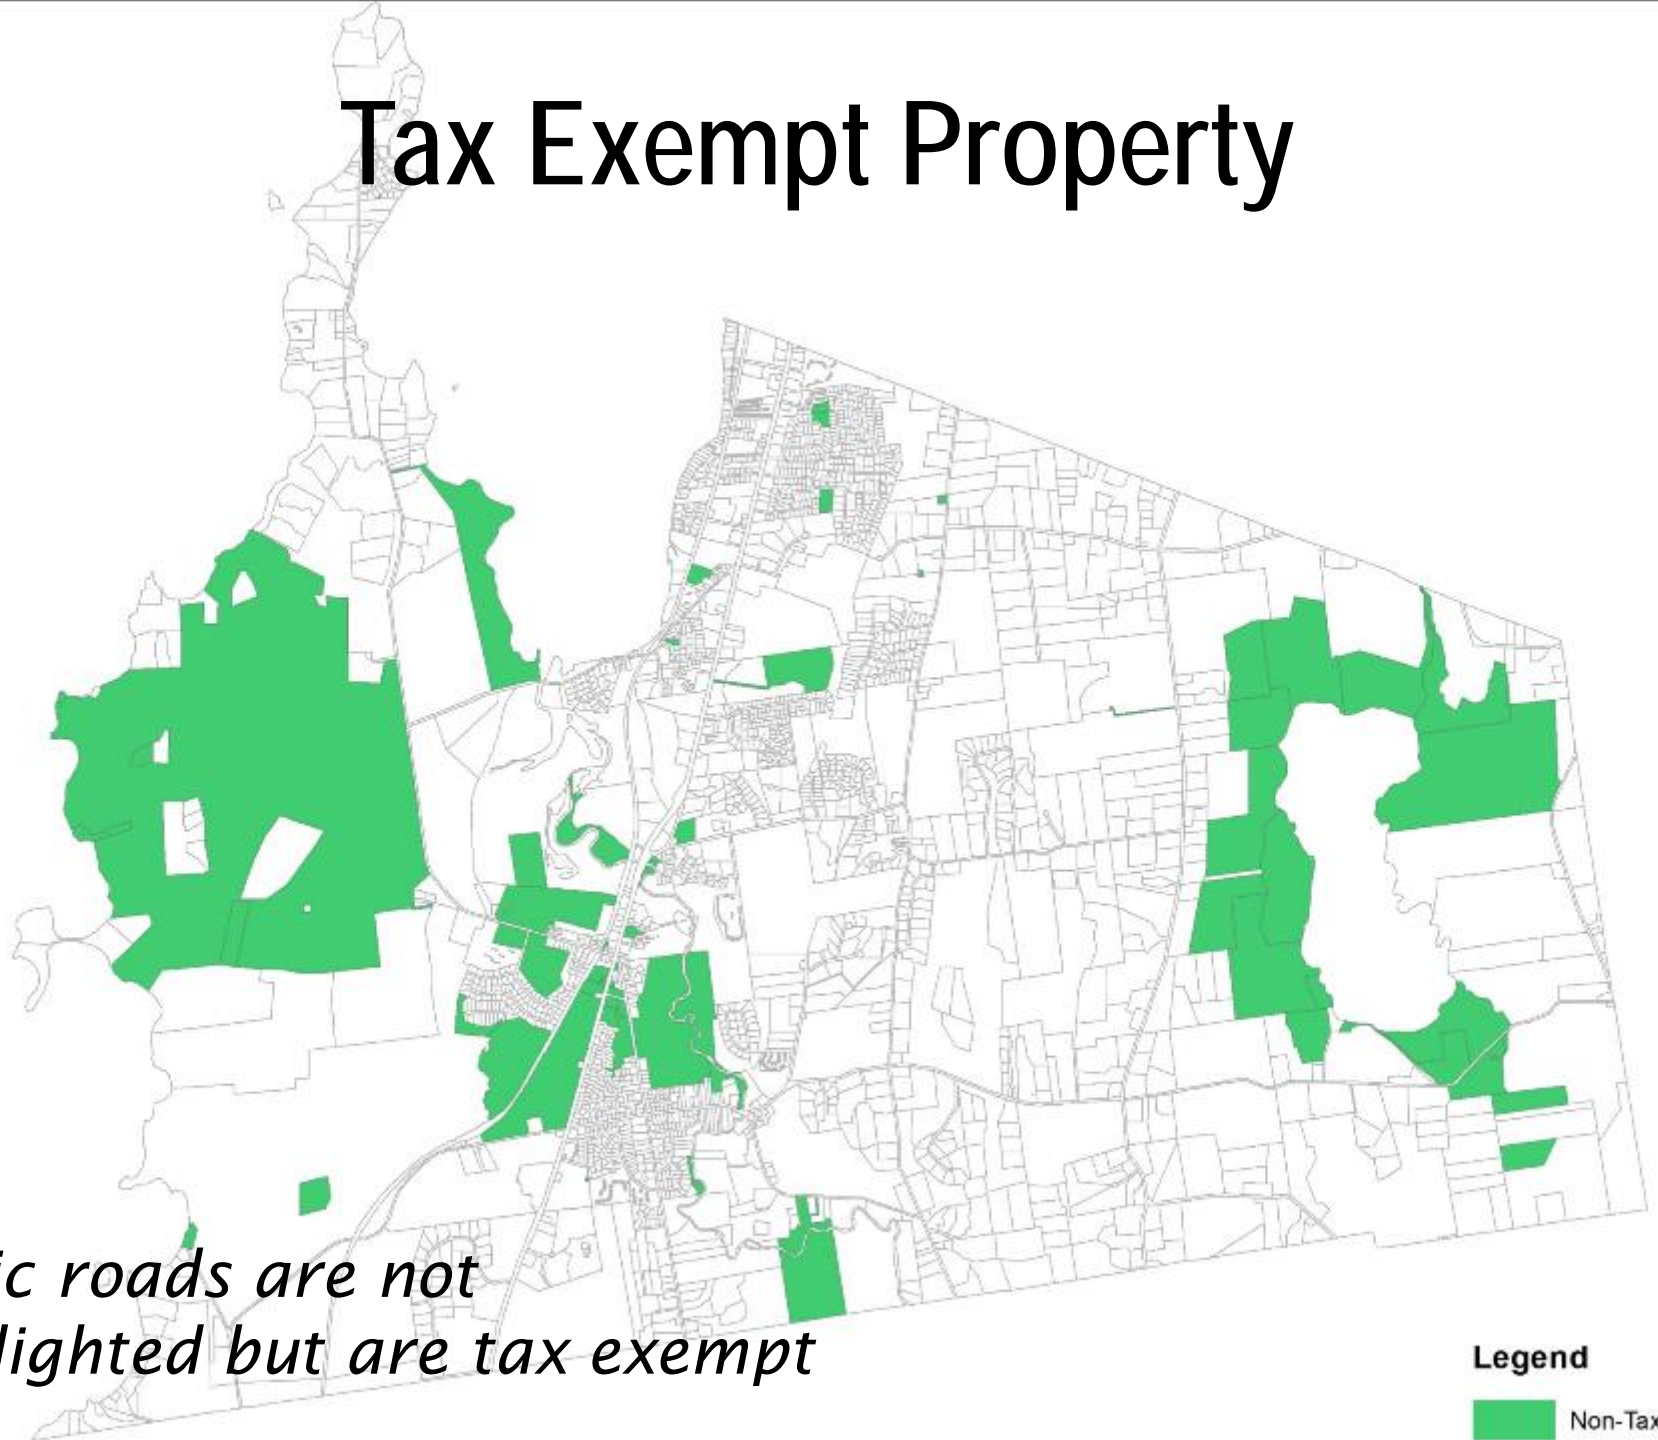 Tax Exempt Property
ic roads are not
lighted but are tax exempt
Legend
Non-Tax